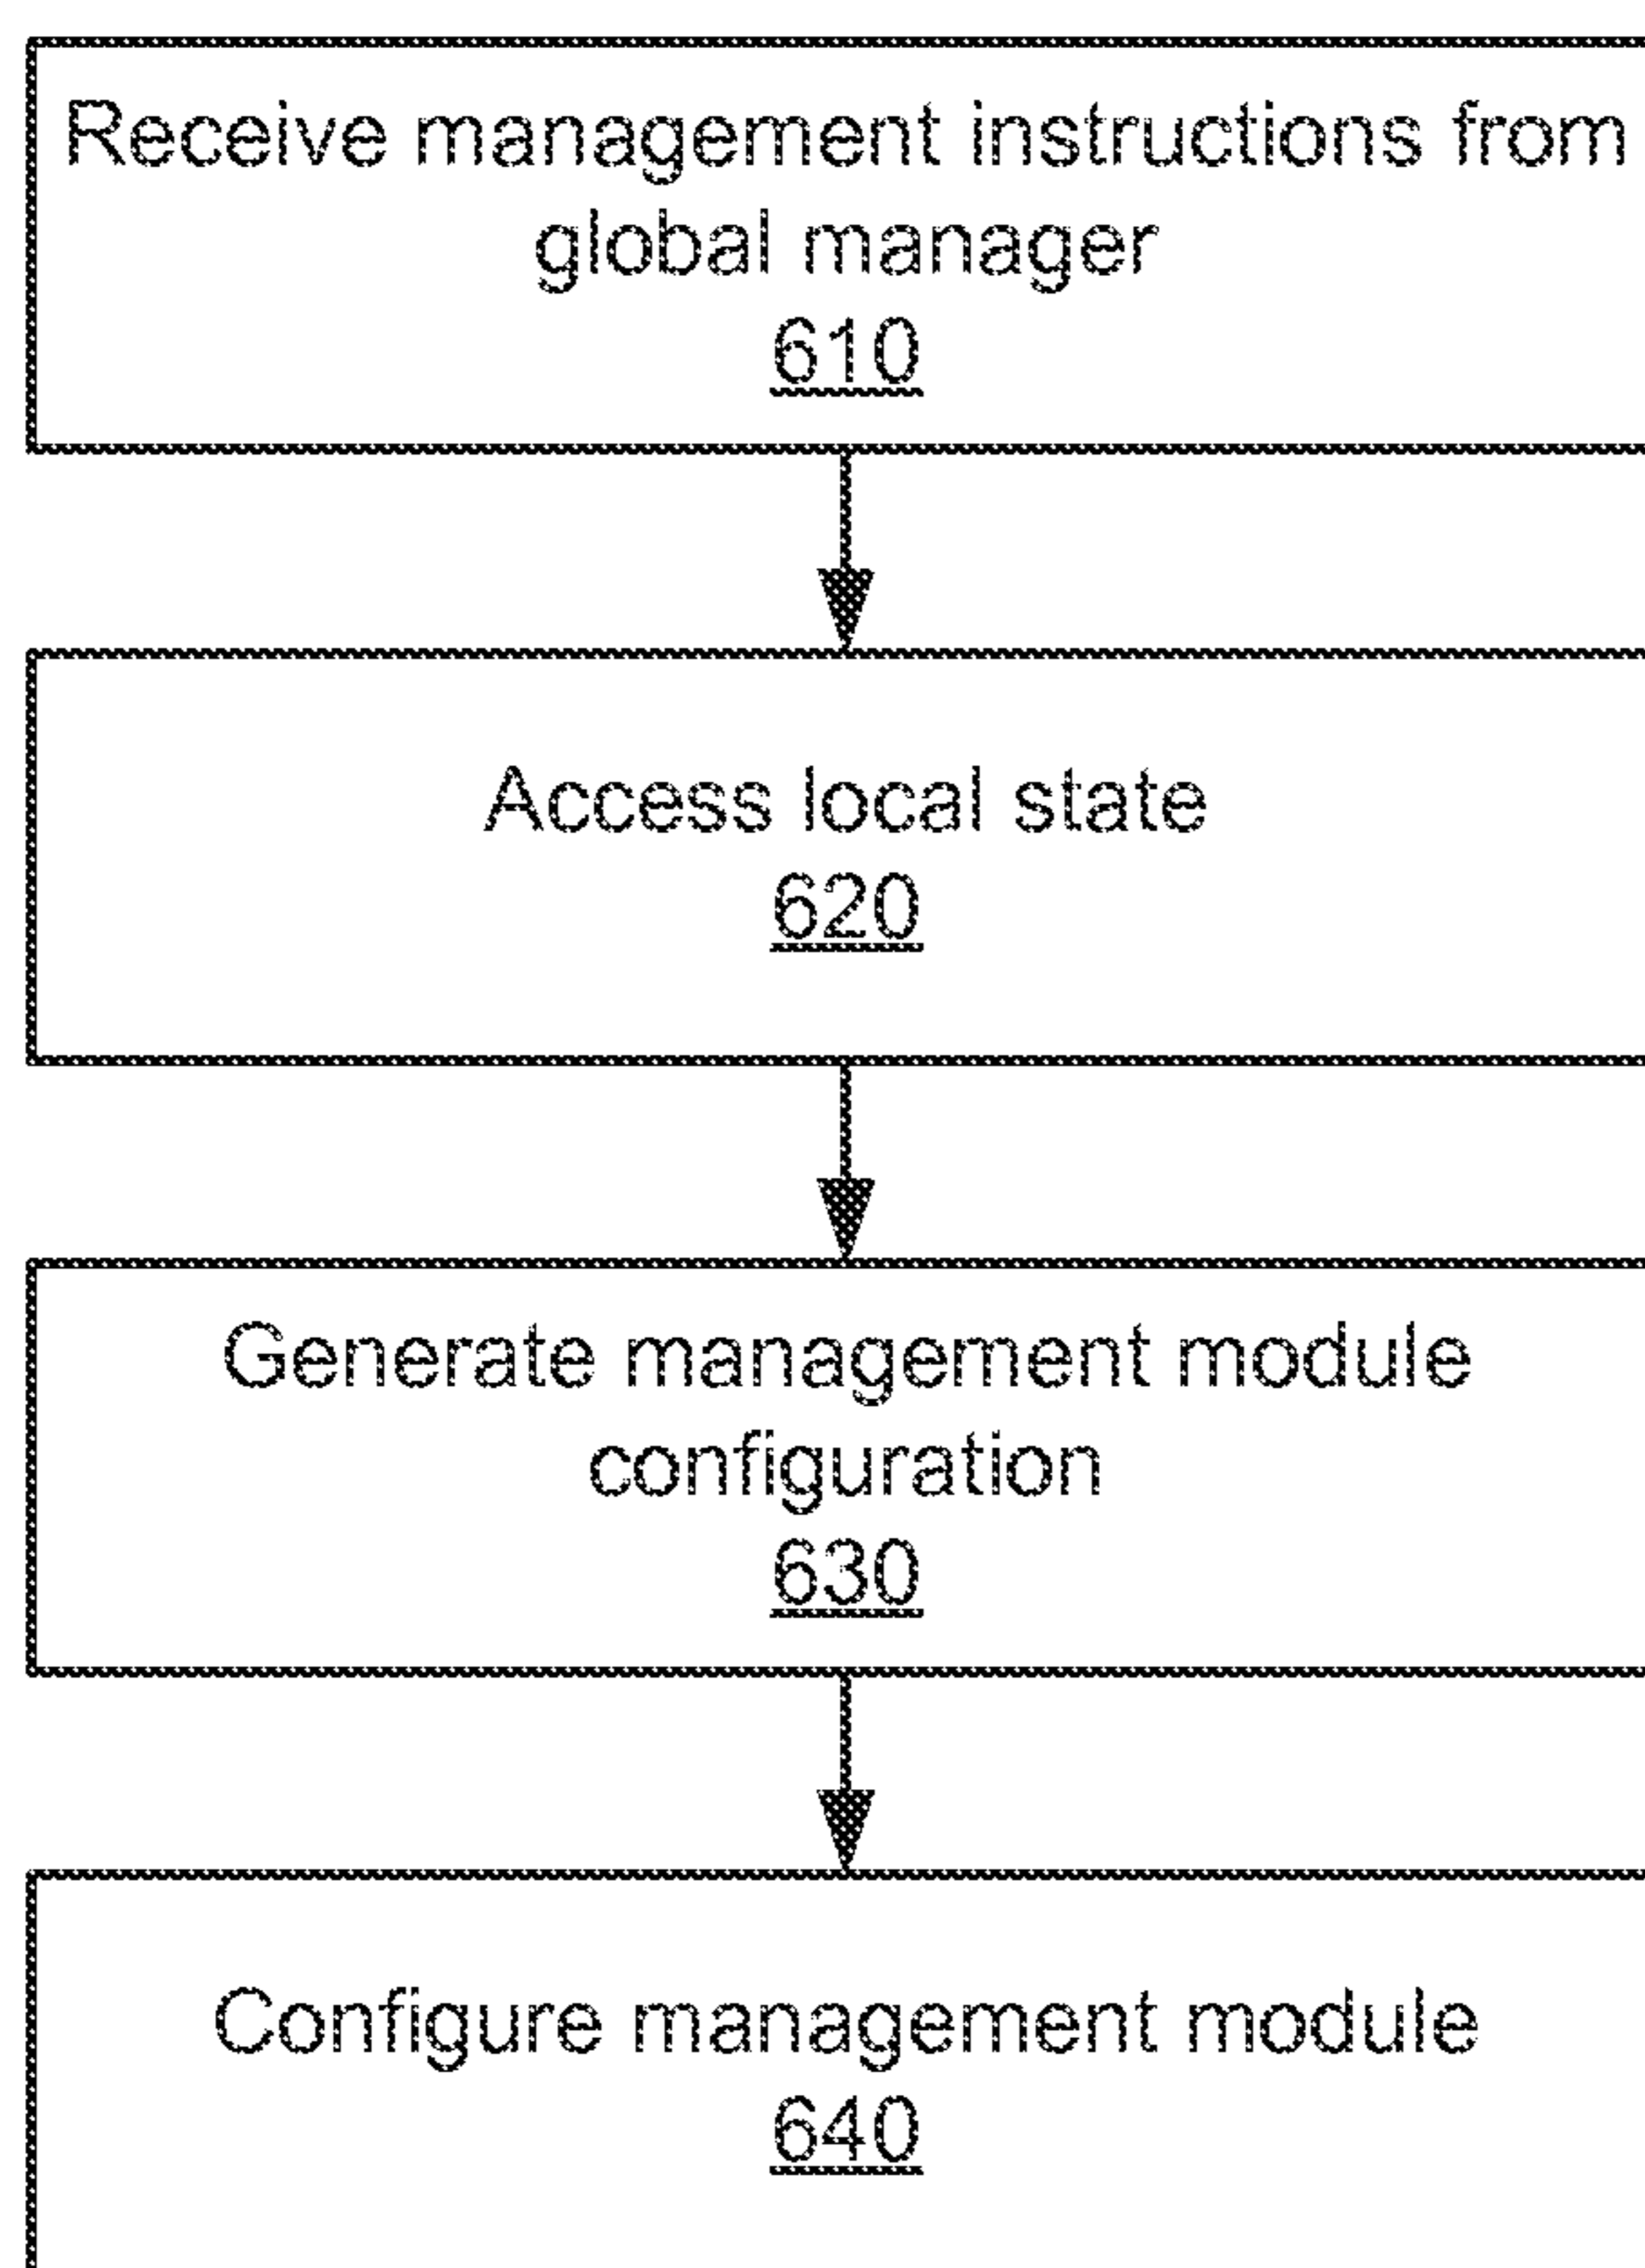 Receive management instructions from
global manager
610
Access local state
620
Generate management module
configuration
630
Configure management module
640